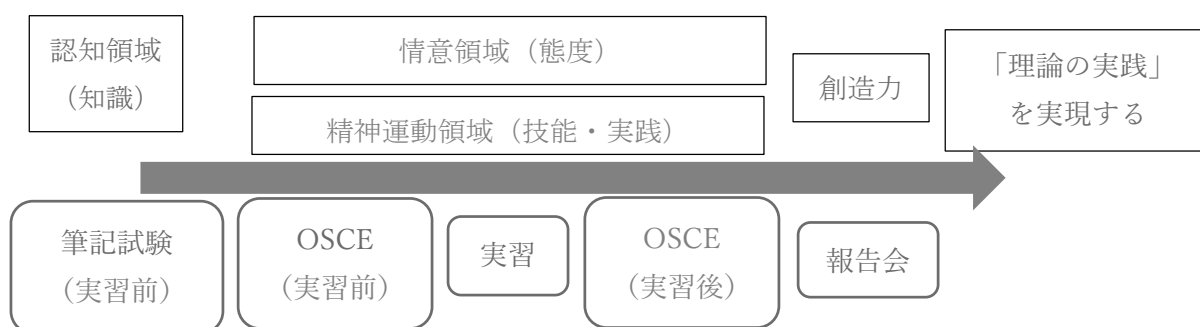 認知領域
（知識）
情意領域（態度）
精神運動領域（技能・実践）
創造力
「理論の実践」
を実現する
筆記試験
（実習前）
OSCE
（実習前）
実習
OSCE
（実習後）
報告会